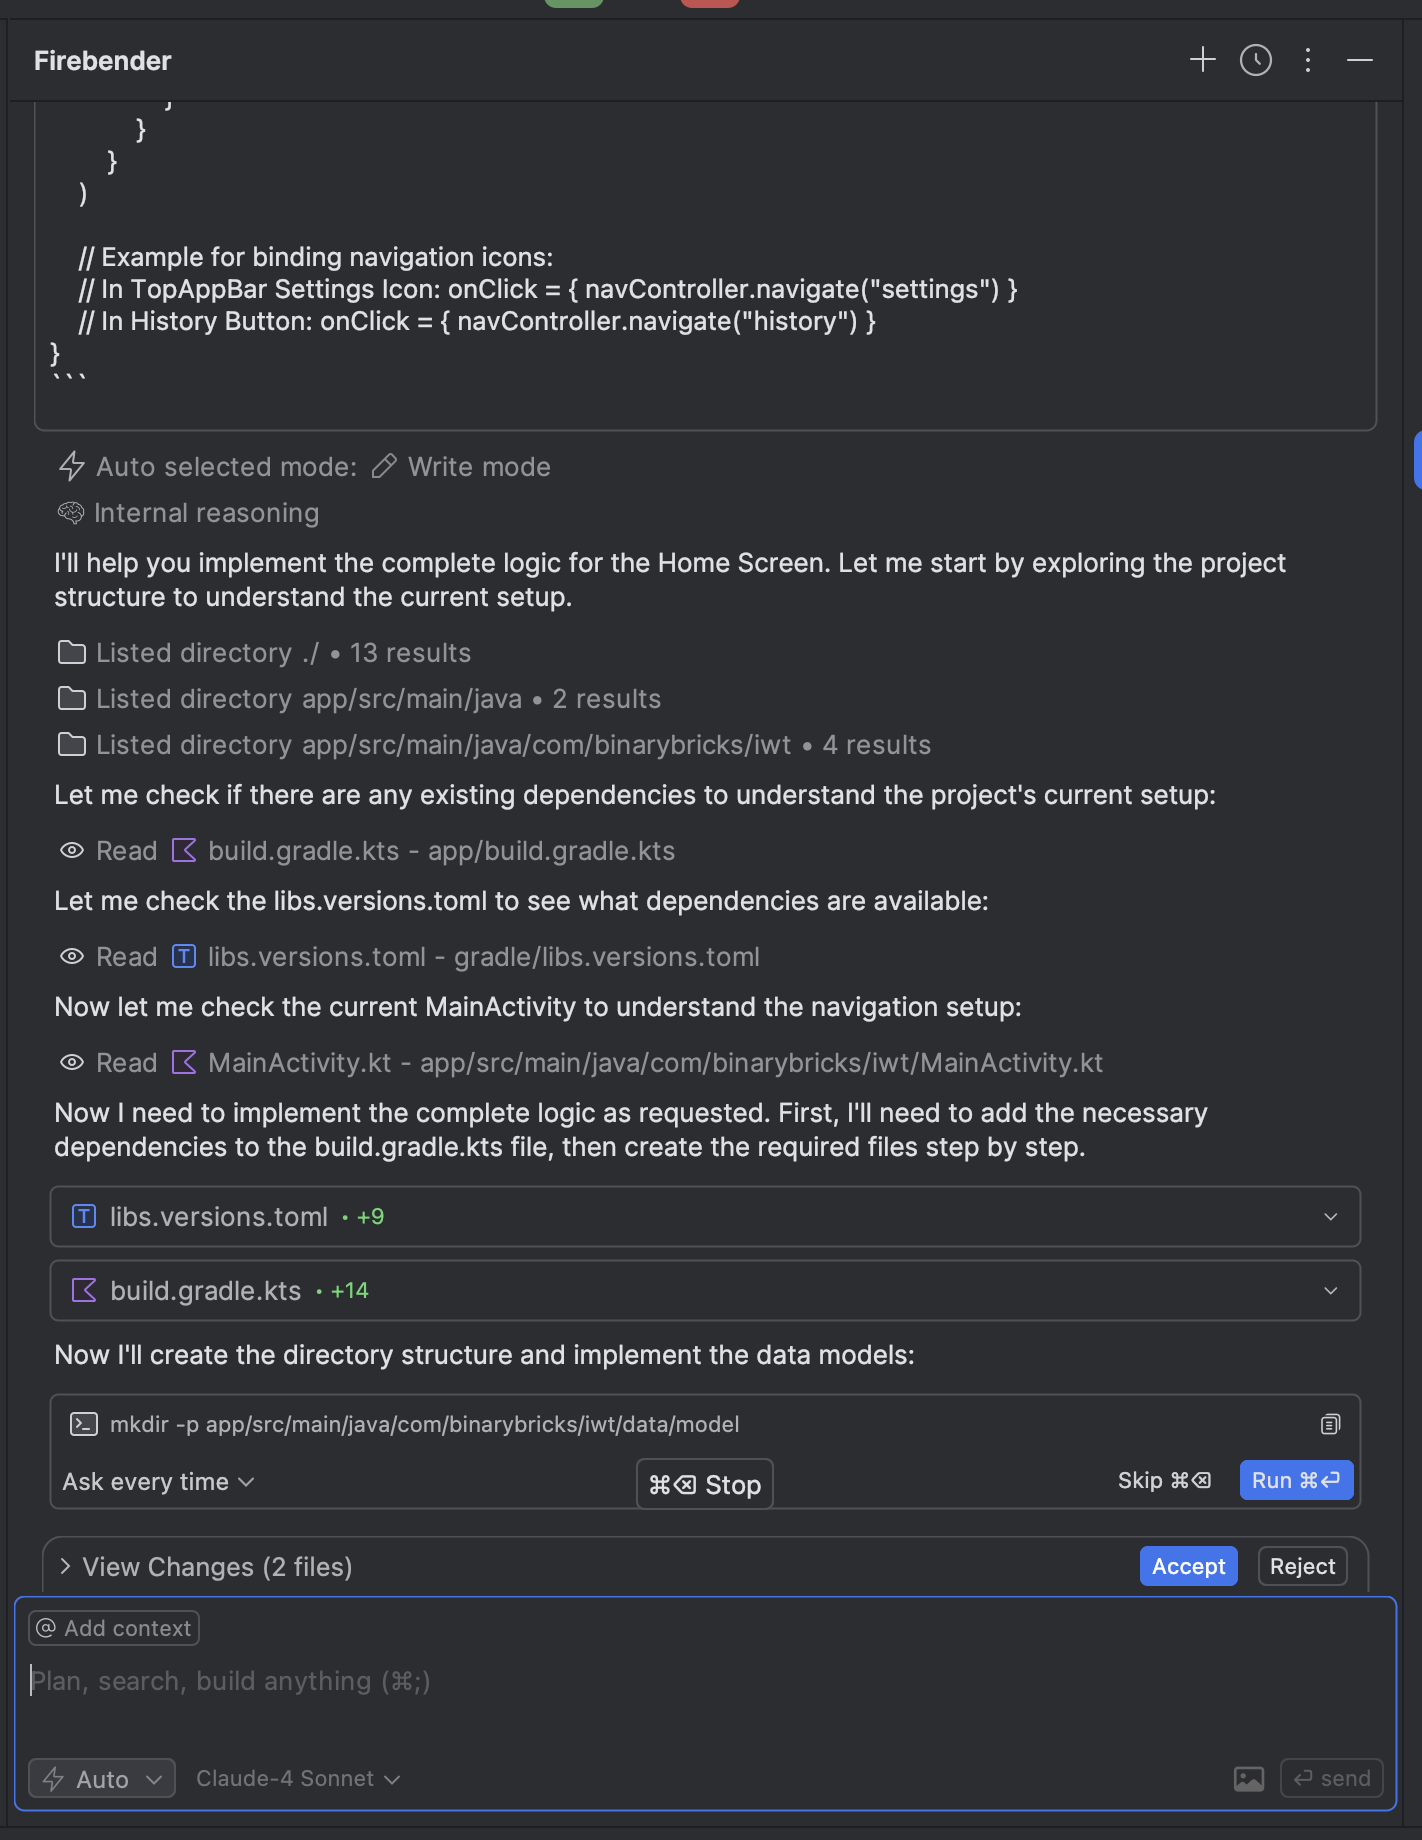 Firebender
}
}
}
)
// Example for binding navigation icons:
// In TopAppBar Settings Icon: onClick = { navController.navigate("settings") }
// In History Button: onClick = { navController.navigate("history") }
}
```
Auto selected mode: Write mode
Internal reasoning
I'll help you implement the complete logic for the Home Screen. Let me start by exploring the project
structure to understand the current setup.
Listed directory ./ • 13 results
Listed directory app/src/main/java • 2 results
Listed directory app/src/main/java/com/binarybricks/iwt • 4 results
Let me check if there are any existing dependencies to understand the project's current setup:
Read build.gradle.kts - app/build.gradle.kts
Let me check the libs.versions.toml to see what dependencies are available:
Read libs.versions.toml - gradle/libs.versions.toml
Now let me check the current MainActivity to understand the navigation setup:
Read MainActivity.kt - app/src/main/java/com/binarybricks/iwt/MainActivity.kt
Now I need to implement the complete logic as requested. First, I'll need to add the necessary
dependencies to the build.gradle.kts file, then create the required files step by step.
libs.versions.toml • +9
build.gradle.kts • +14
Now I'll create the directory structure and implement the data models:
mkdir -p app/src/main/java/com/binarybricks/iwt/data/model
Ask every time ⌘⌫ Stop Skip ⌘⌫ Run ⌘↩
View Changes (2 files) Accept Reject
@ Add context
Plan, search, build anything (⌘;)
Auto Claude-4 Sonnet ↩ send